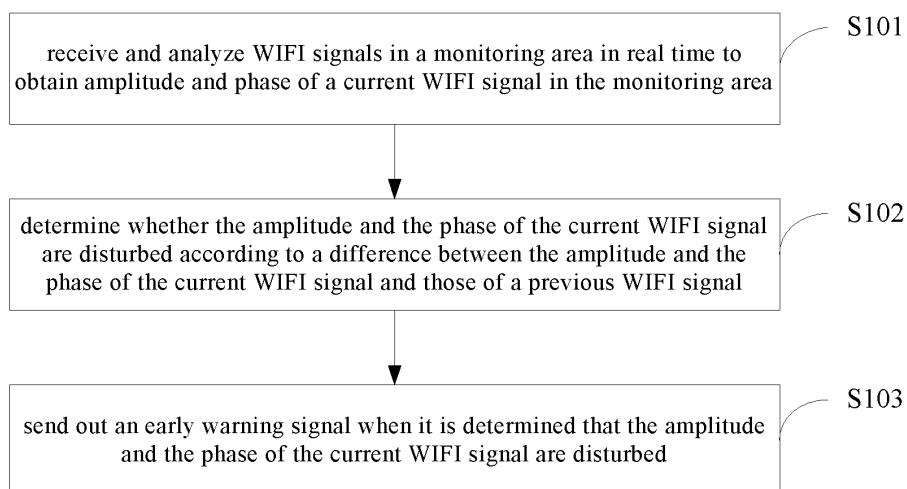 S101
receive and analyze WIFI signals in a monitoring area in real time to
obtain amplitude and phase of a current WIFI signal in the monitoring area
S102
determine whether the amplitude and the phase of the current WIFI signal
are disturbed according to a difference between the amplitude and the
phase of the current WIFI signal and those of a previous WIFI signal
S103
send out an early warning signal when it is determined that the amplitude
and the phase of the current WIFI signal are disturbed